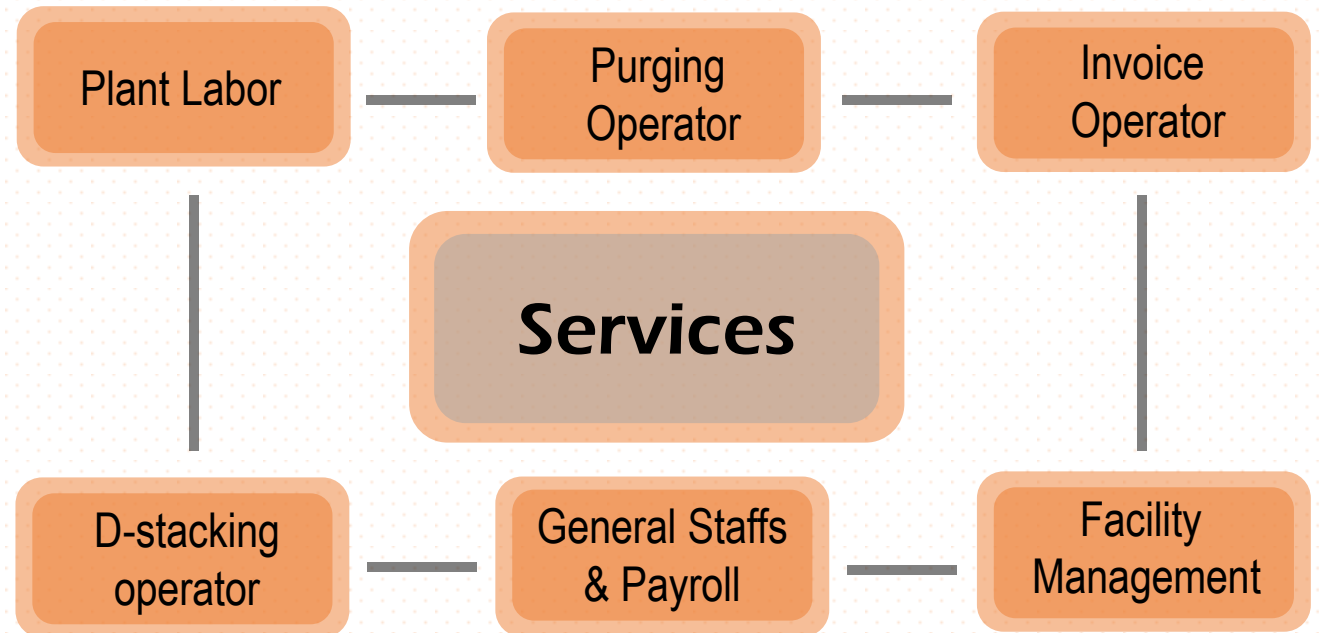 Plant Labor
Purging
Operator
Invoice
Operator
Services
D-stacking
operator
General Staffs
& Payroll
Facility
Management